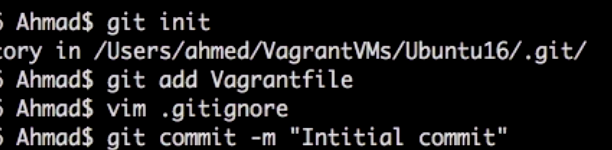 Ahmad$ git init
ory in /Users/ahmed/VagrantVMs/Ubuntu16/.git/
Ahmad$ git add Vagrantfile
Ahmad$ vim .gitignore
Ahmad$ git commit -m "Intitial commit"